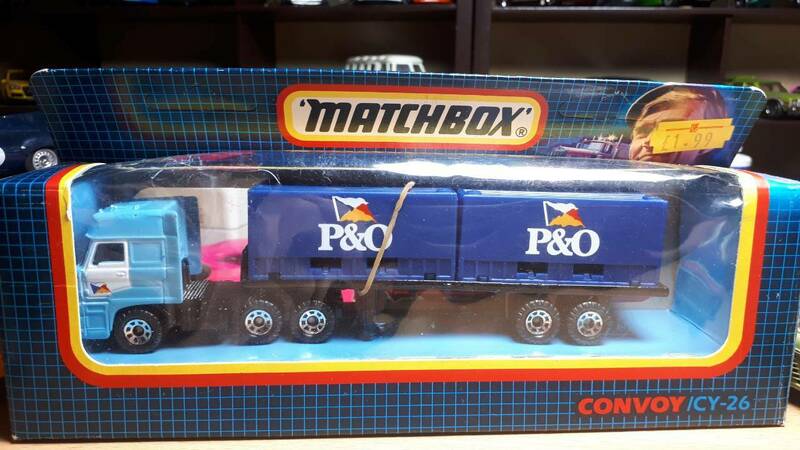 'MATCHBOX'®
£1.99
P&O
P&O
CONVOY/CY-26